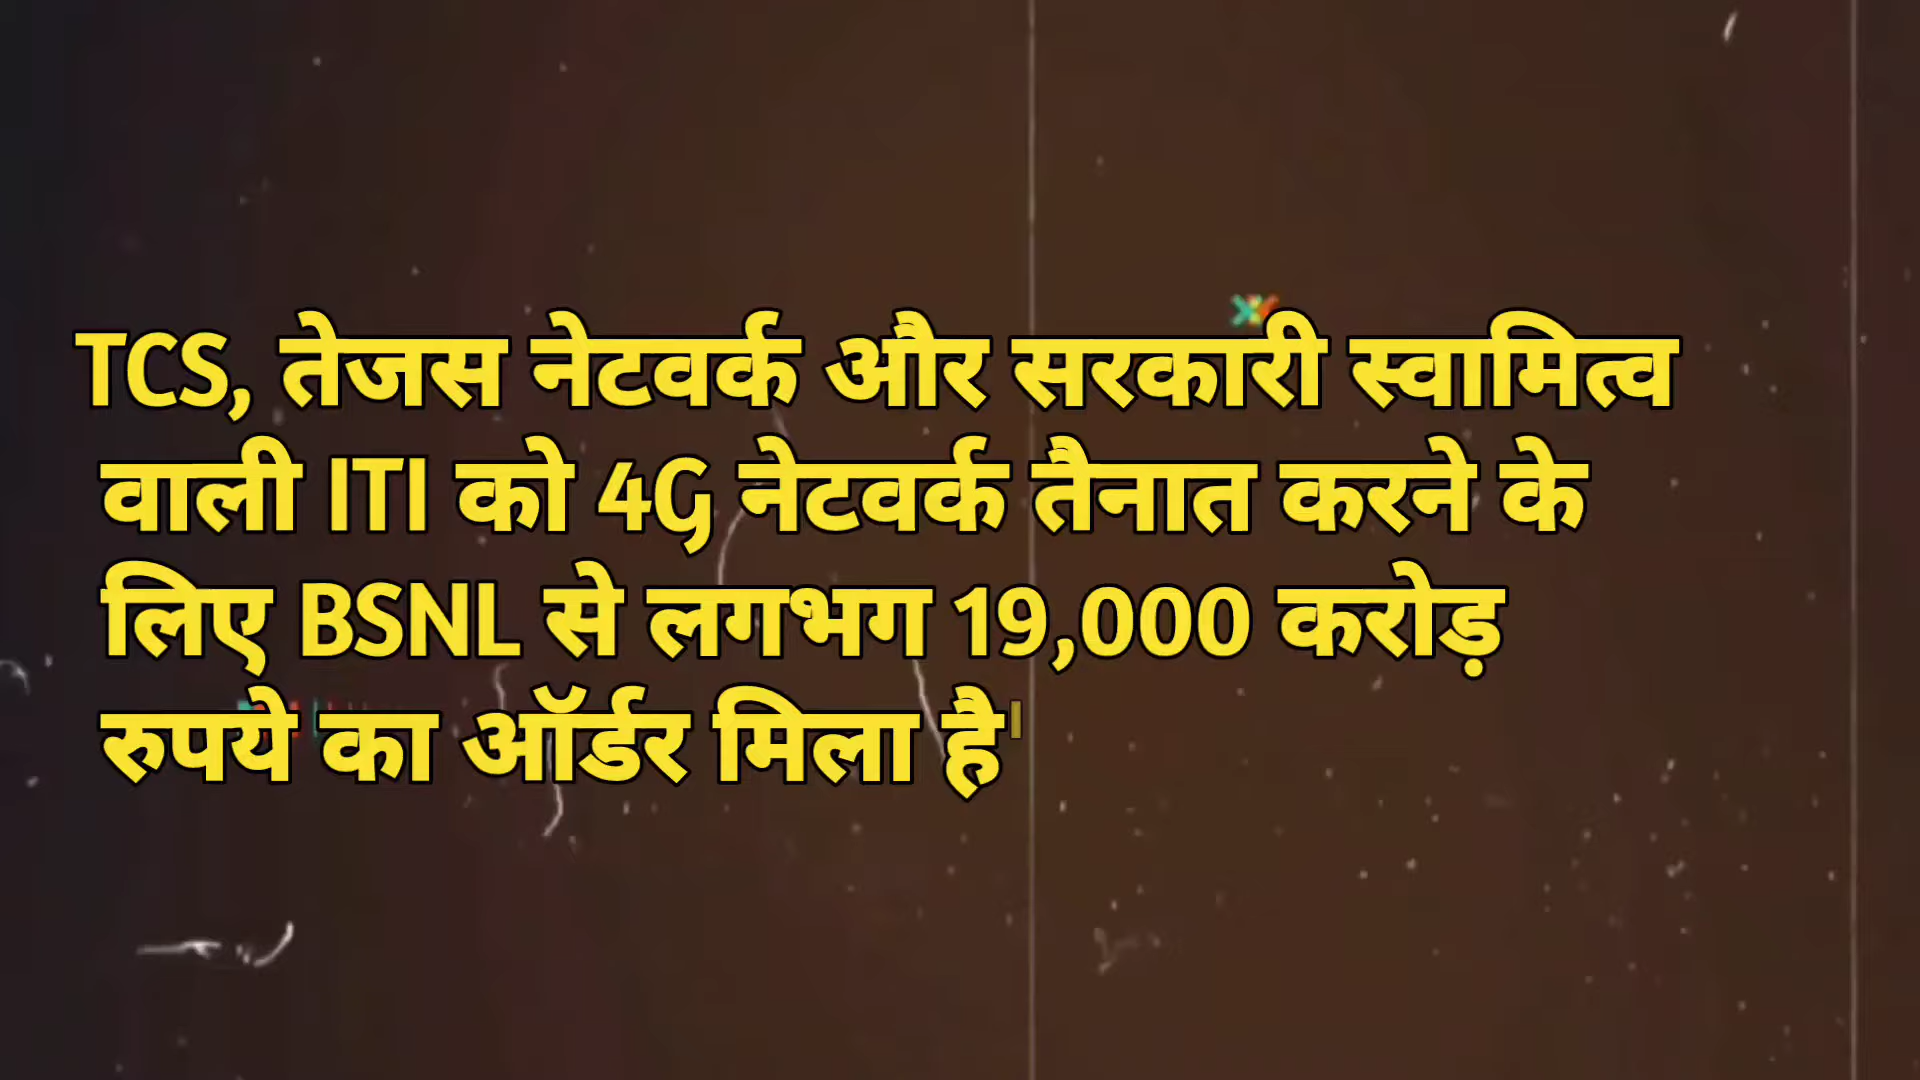 TCS, तेजस नेटवर्क और सरकारी स्वामित्व
वाली ITI को 4G नेटवर्क तैनात करने के
लिए BSNL से लगभग 19,000 करोड़
रुपये का ऑर्डर मिला है'